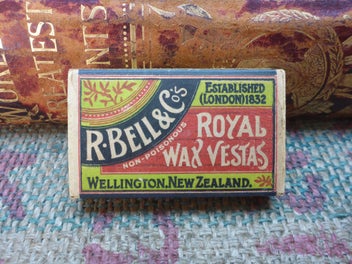 R. BELL & Co's
NON-POISONOUS
ESTABLISHED
(LONDON) 1832
ROYAL
WAX VESTAS
WELLINGTON. NEW ZEALAND.